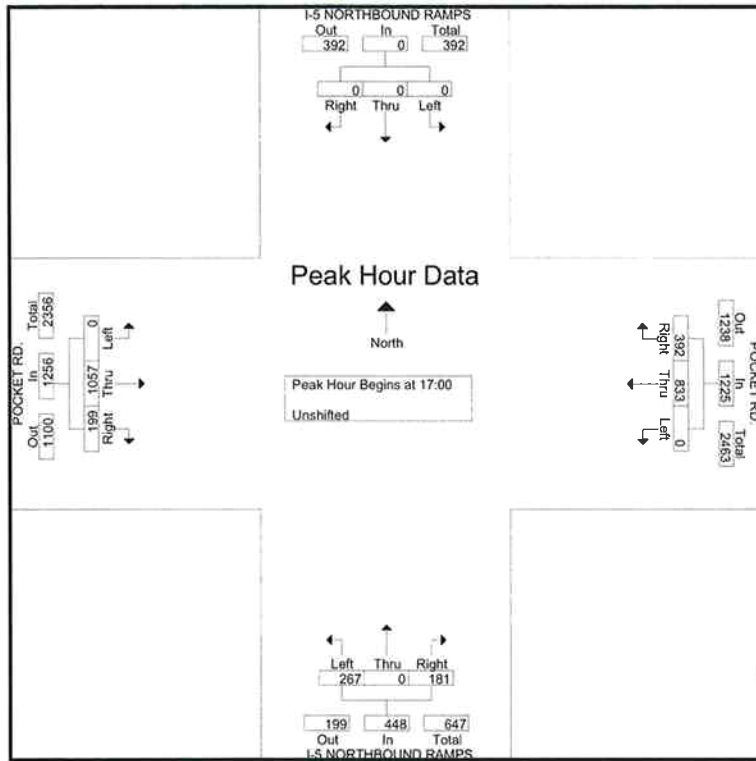 I-5 NORTHBOUND RAMPS
Out In Total
392 0 392
0 0 0
Right Thru Left
Peak Hour Data
North
Peak Hour Begins at 17:00
Unshifted
POCKET RD.
Out In Total
1100 1256 2356
199 1057 0
Right Thru Left
POCKET RD.
Out In Total
1238 1225 2463
392 833 0
Right Thru Left
Left Thru Right
267 0 181
199 448 647
Out In Total
I-5 NORTHBOUND RAMPS